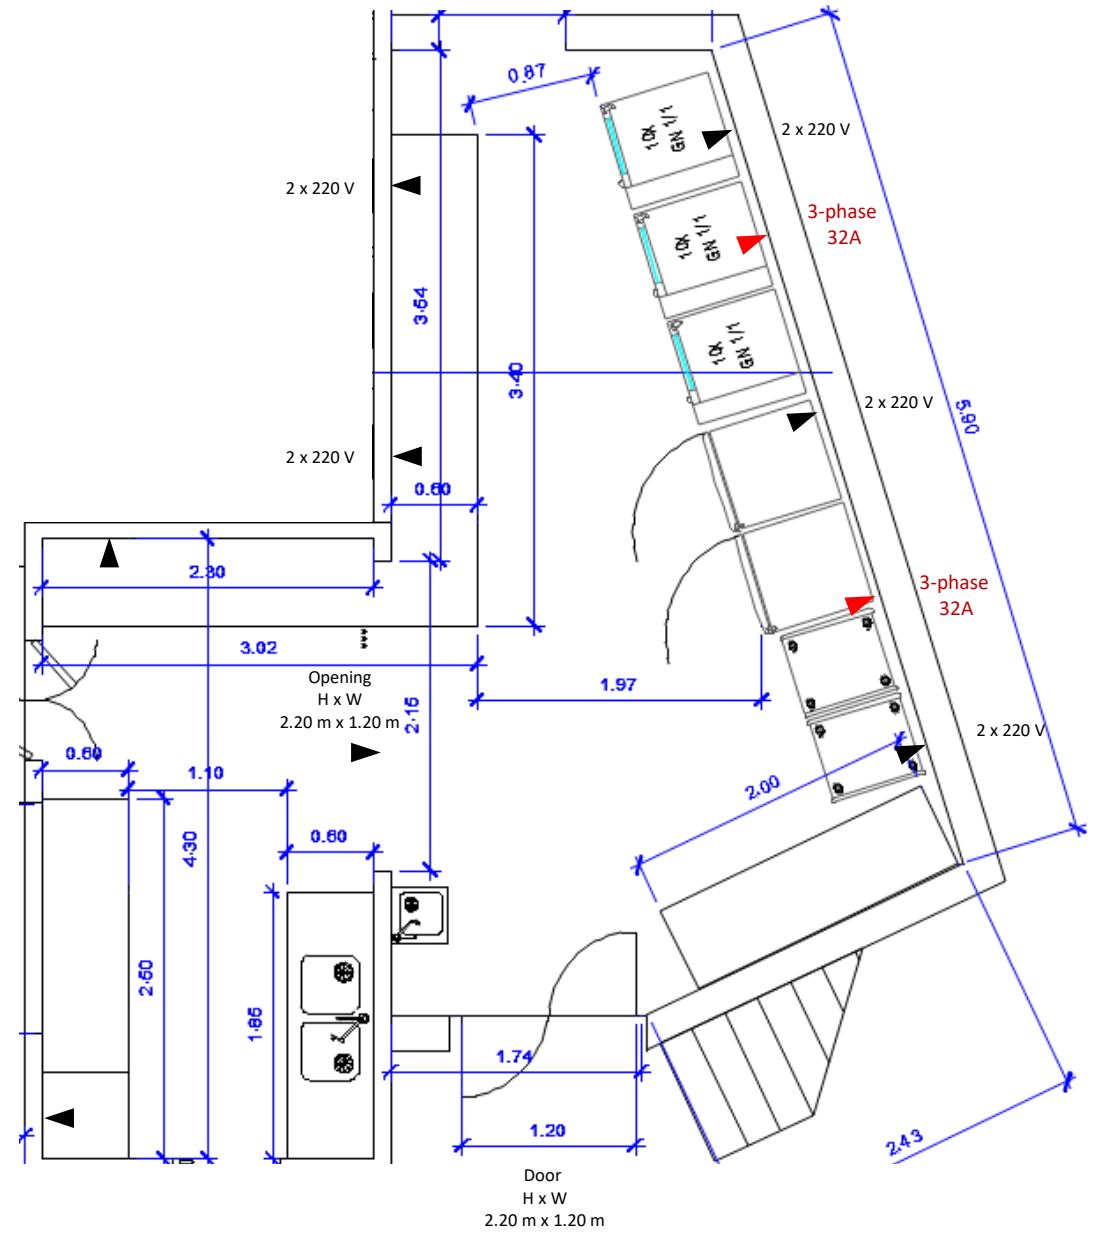 0.87
10X
GN 1/1
2 x 220 V
2 x 220 V
3-phase
32A
10X
GN 1/1
3.64
10X
GN 1/1
3.40
2 x 220 V
5.90
2 x 220 V
0.60
2.30
3-phase
32A
3.02
Opening
H x W
2.20 m x 1.20 m
1.97
2.15
2 x 220 V
0.60
1.10
2.00
0.60
4.30
2.60
1.85
1.74
1.20
2.43
Door
H x W
2.20 m x 1.20 m